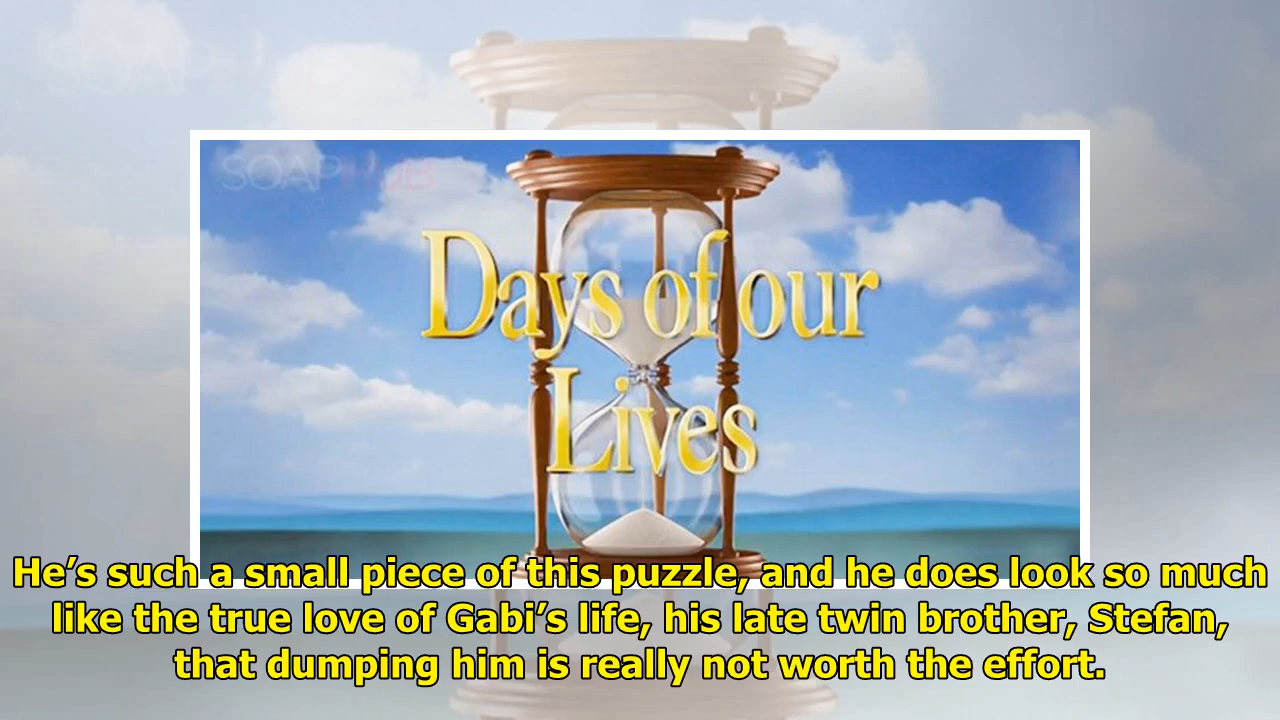 SOAPHUB
Days of our
Lives
He’s such a small piece of this puzzle, and he does look so much
like the true love of Gabi’s life, his late twin brother, Stefan,
that dumping him is really not worth the effort.